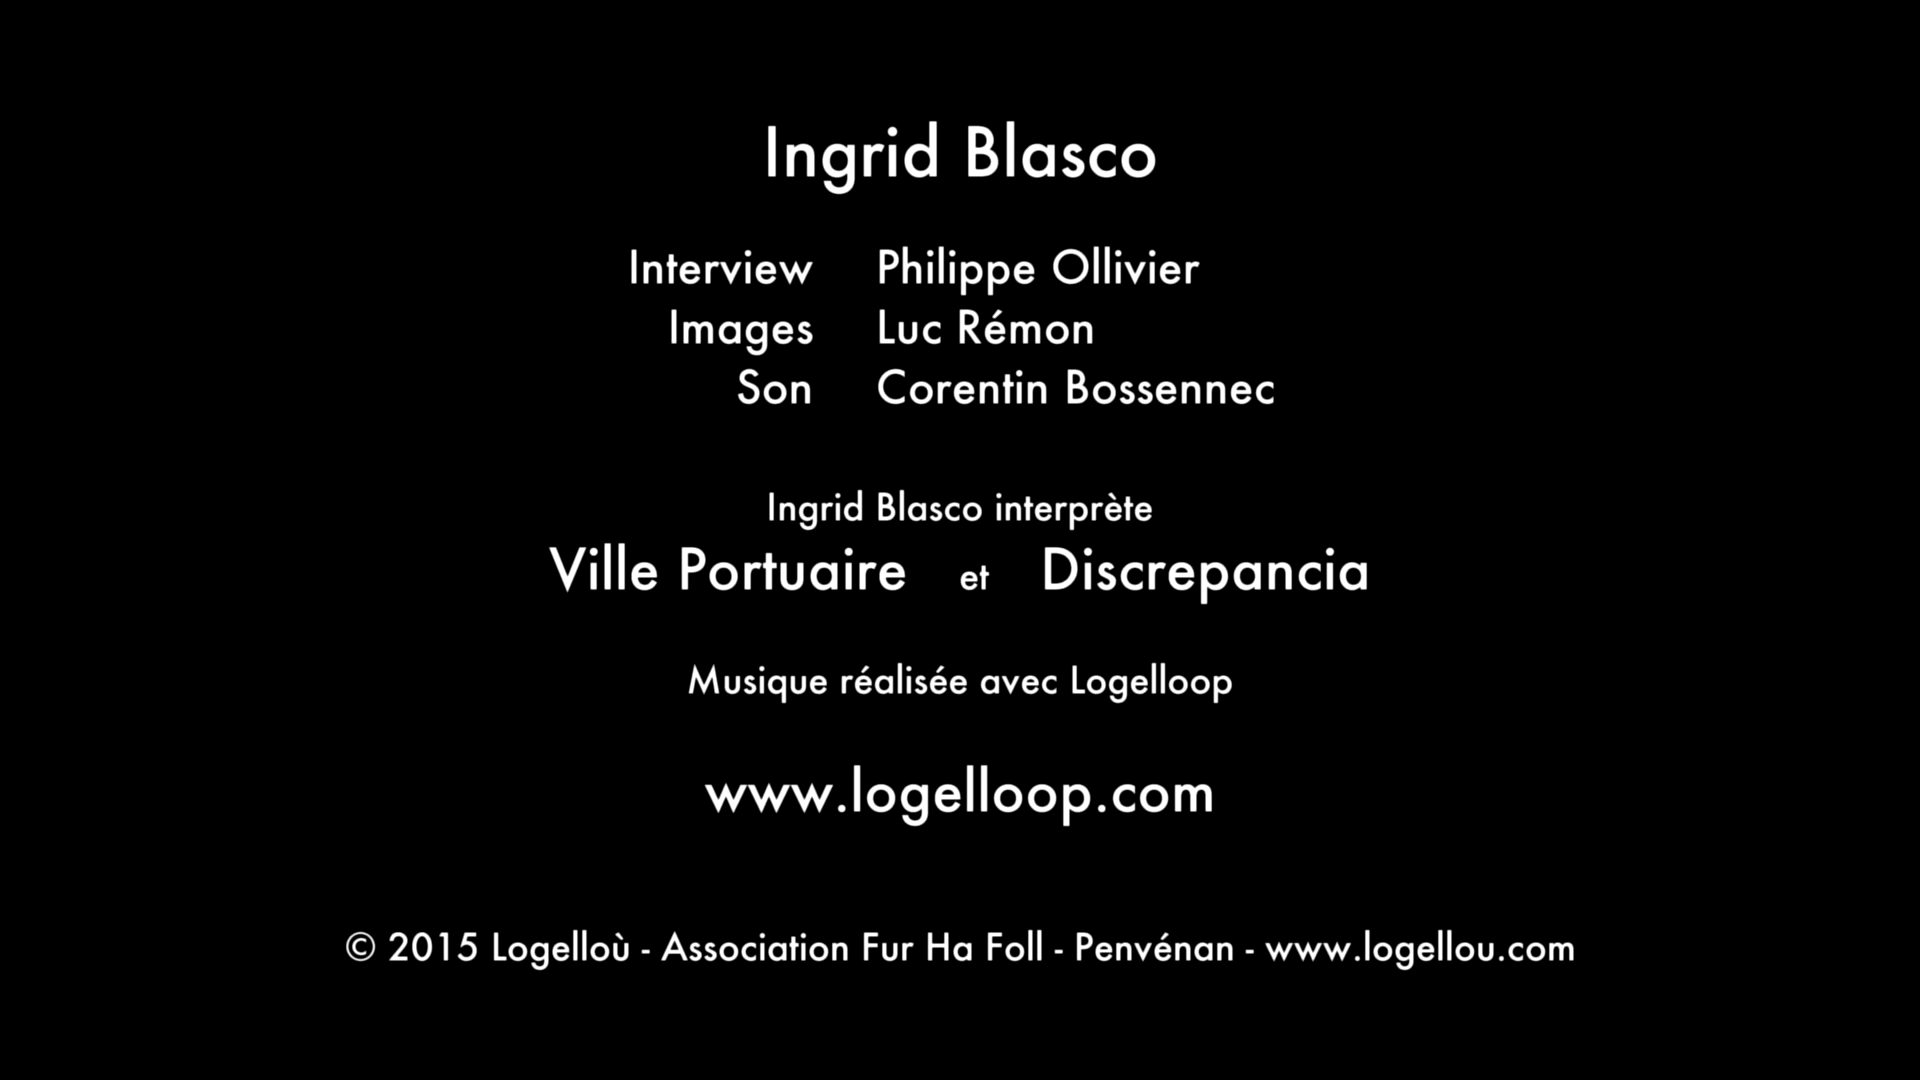 Ingrid Blasco
Interview Philippe Ollivier
Images Luc Rémon
Son Corentin Bossennec
Ingrid Blasco interprète
Ville Portuaire et Discrepancia
Musique réalisée avec Logelloop
www.logelloop.com
© 2015 Logelloù - Association Fur Ha Foll - Penvénan - www.logellou.com